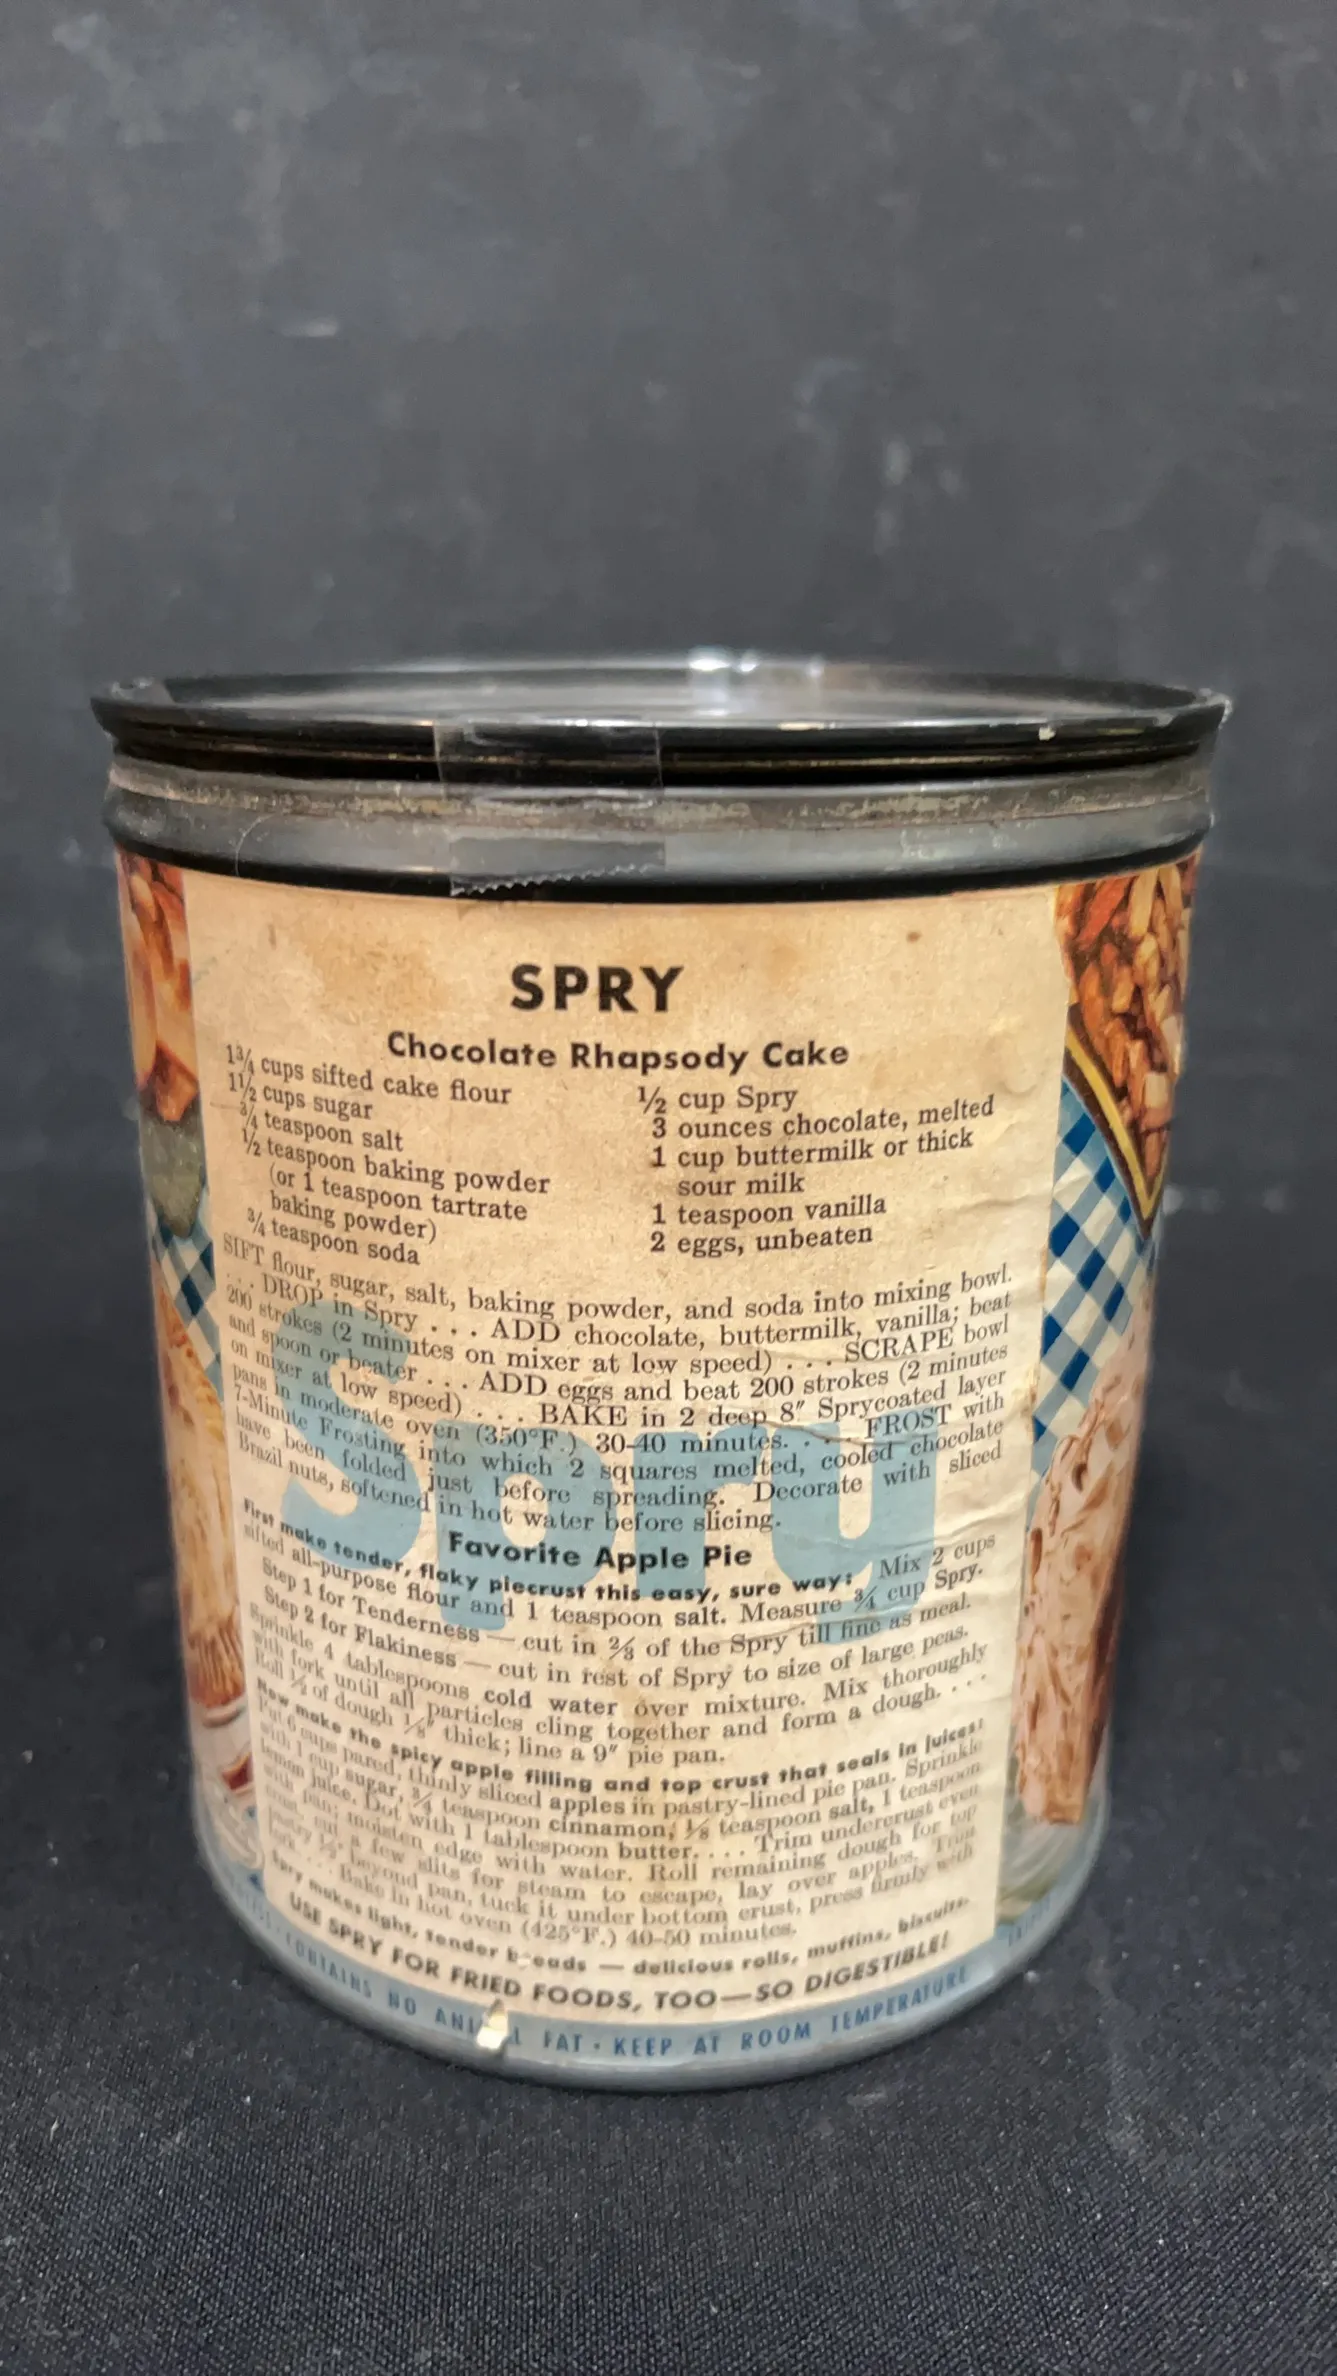 SPRY
Chocolate Rhapsody Cake
1¾ cups sifted cake flour
1½ cups sugar
¾ teaspoon salt
½ teaspoon baking powder
(or 1 teaspoon tartrate
baking powder)
¾ teaspoon soda
½ cup Spry
3 ounces chocolate, melted
1 cup buttermilk or thick
sour milk
1 teaspoon vanilla
2 eggs, unbeaten
SIFT flour, sugar, salt, baking powder, and soda into mixing bowl.
. . . DROP in Spry . . . ADD chocolate, buttermilk, vanilla; beat
200 strokes (2 minutes on mixer at low speed) . . . SCRAPE bowl
and spoon or beater . . . ADD eggs and beat 200 strokes (2 minutes
on mixer at low speed) . . . BAKE in 2 deep 8″ Sprycoated layer
pans in moderate oven (350°F.) 30-40 minutes. . . . FROST with
7-Minute Frosting into which 2 squares melted, cooled chocolate
have been folded just before spreading. Decorate with sliced
Brazil nuts, softened in hot water before slicing.
Spry
Favorite Apple Pie
First make tender, flaky piecrust this easy, sure way: Mix 2 cups
sifted all-purpose flour and 1 teaspoon salt. Measure ¾ cup Spry.
Step 1 for Tenderness — cut in ⅔ of the Spry till fine as meal.
Step 2 for Flakiness — cut in rest of Spry to size of large peas.
Sprinkle 4 tablespoons cold water over mixture. Mix thoroughly
with fork until all particles cling together and form a dough. . . .
Roll ½ of dough ⅛″ thick; line a 9″ pie pan.
Now make the spicy apple filling and top crust that seals in juices:
Put 6 cups pared, thinly sliced apples in pastry-lined pie pan. Sprinkle
with 1 cup sugar, ¾ teaspoon cinnamon, ⅛ teaspoon salt, 1 teaspoon
lemon juice. Dot with 1 tablespoon butter. . . . Trim undercrust even
with pan; moisten edge with water. Roll remaining dough for top
crust, cut a few slits for steam to escape, lay over apples. Trim
pastry ½″ beyond pan, tuck it under bottom crust, press firmly with
fork . . . Bake in hot oven (425°F.) 40-50 minutes.
Spry makes light, tender breads — delicious rolls, muffins, biscuits.
USE SPRY FOR FRIED FOODS, TOO—SO DIGESTIBLE!
CONTAINS NO ANIMAL FAT · KEEP AT ROOM TEMPERATURE